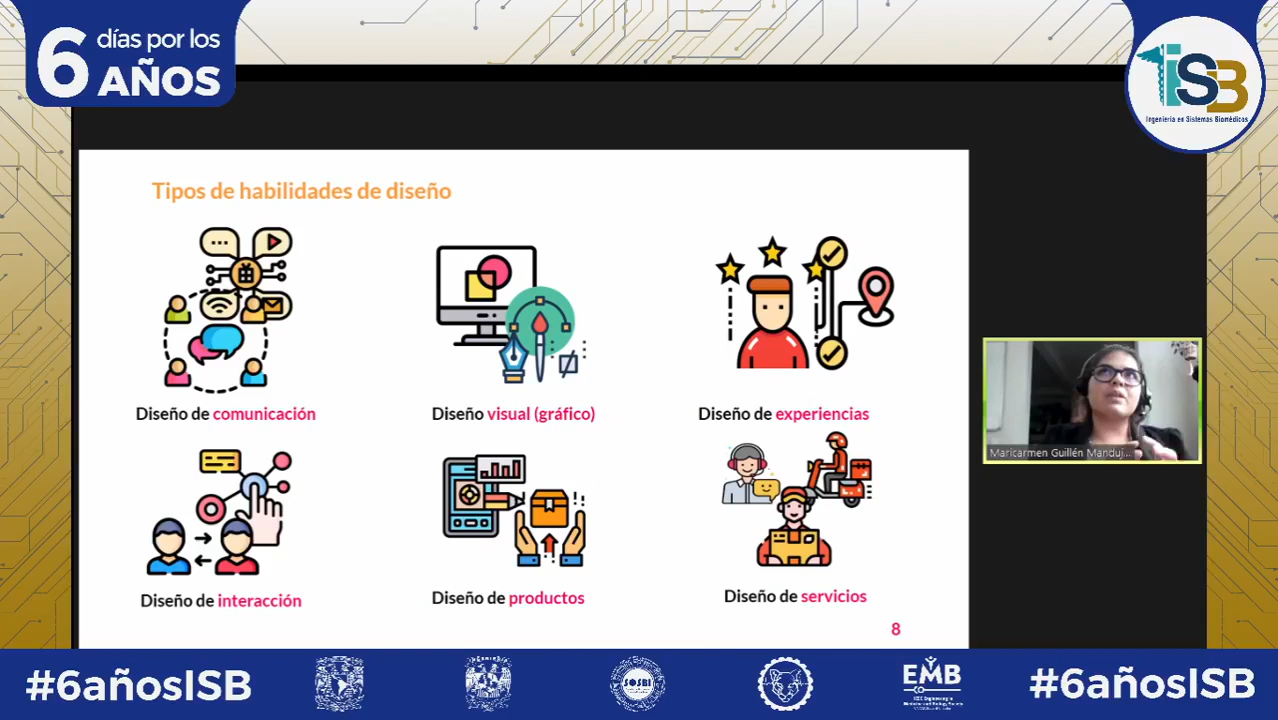 6 días por los
AÑOS
iSB
Ingeniería en Sistemas Biomédicos
Tipos de habilidades de diseño
Diseño de comunicación
Diseño visual (gráfico)
Diseño de experiencias
Diseño de interacción
Diseño de productos
Diseño de servicios
8
Maricarmen Guillén Manduj...
#6añosISB
SOSBI
EMB
#6añosISB